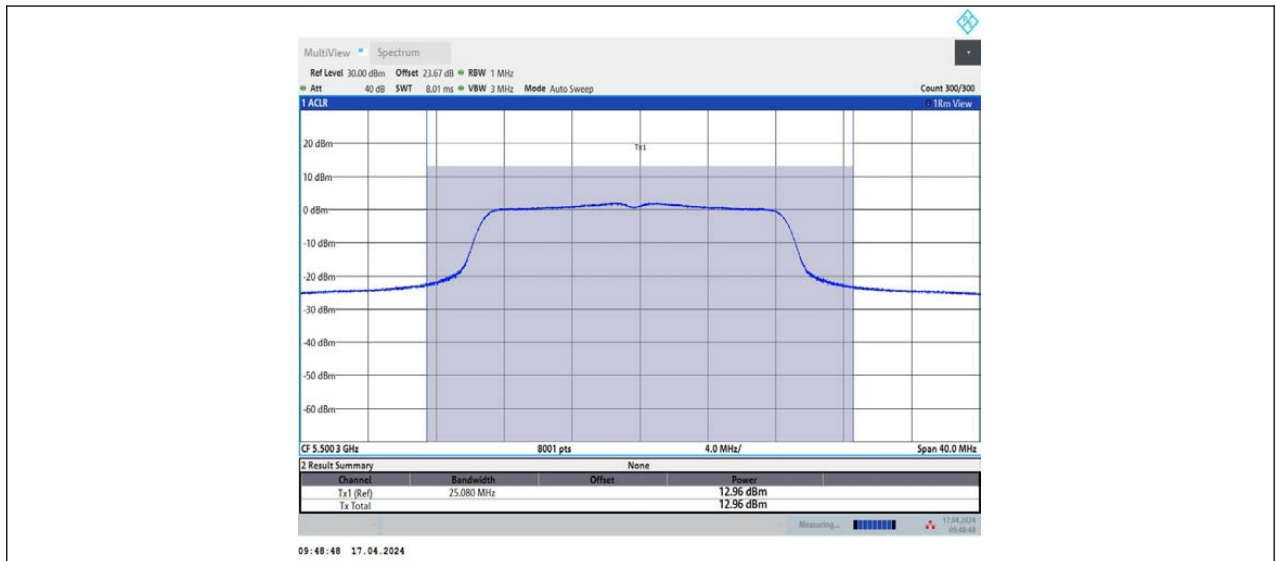 MultiView Spectrum
Ref Level 30.00 dBm Offset 23.67 dB RBW 1 MHz
Att 40 dB SWT 8.01 ms VBW 3 MHz Mode Auto Sweep Count 300/300
1 ACLR 1Rm View
20 dBm
Tx1
10 dBm
0 dBm
-10 dBm
-20 dBm
-30 dBm
-40 dBm
-50 dBm
-60 dBm
CF 5.5003 GHz 8001 pts 4.0 MHz/ Span 40.0 MHz
2 Result Summary None
Channel Bandwidth Offset Power
Tx1 (Ref) 25.080 MHz 12.96 dBm
Tx Total 12.96 dBm
Measuring... 17.04.2024
09:48:48
09:48:48 17.04.2024